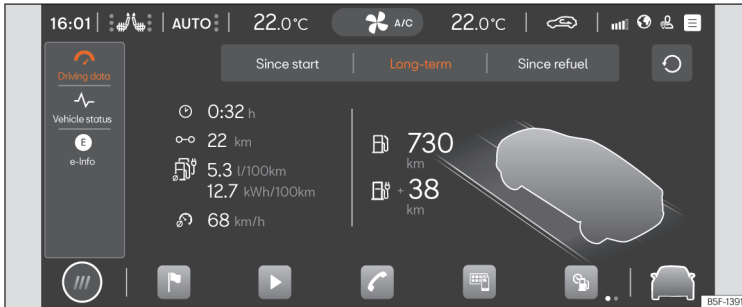 16:01 AUTO 22.0°C A/C 22.0°C
Since start Long-term Since refuel
Driving data
Vehicle status
E
e-Info
0:32 h
22 km
5.3 l/100km
12.7 kWh/100km
68 km/h
730
km
+ 38
km
B5F-1391